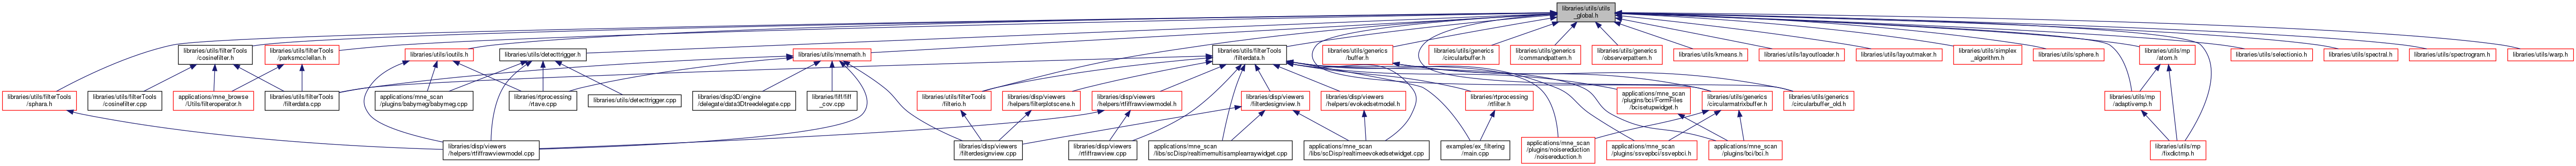 libraries/utils/utils
_global.h
libraries/utils/filterTools
/cosinefilter.h
libraries/utils/filterTools
/parksmcclellan.h
libraries/utils/ioutils.h
libraries/utils/detecttrigger.h
libraries/utils/mnemath.h
libraries/utils/filterTools
/filterdata.h
libraries/utils/generics
/buffer.h
libraries/utils/generics
/circularbuffer.h
libraries/utils/generics
/commandpattern.h
libraries/utils/generics
/observerpattern.h
libraries/utils/kmeans.h
libraries/utils/layoutloader.h
libraries/utils/layoutmaker.h
libraries/utils/simplex
_algorithm.h
libraries/utils/sphere.h
libraries/utils/mp
/atom.h
libraries/utils/selectionio.h
libraries/utils/spectral.h
libraries/utils/spectrogram.h
libraries/utils/warp.h
libraries/utils/filterTools
/sphara.h
libraries/utils/filterTools
/cosinefilter.cpp
applications/mne_browse
/Utils/filteroperator.h
libraries/utils/filterTools
/filterdata.cpp
applications/mne_scan
/plugins/babymeg/babymeg.cpp
libraries/rtprocessing
/rtave.cpp
libraries/utils/detecttrigger.cpp
libraries/disp3D/engine
/delegate/data3Dtreedelegate.cpp
libraries/fiff/fiff
_cov.cpp
libraries/utils/filterTools
/filterio.h
libraries/disp/viewers
/helpers/filterplotscene.h
libraries/disp/viewers
/helpers/rtfiffrawviewmodel.h
libraries/disp/viewers
/filterdesignview.h
libraries/disp/viewers
/helpers/evokedsetmodel.h
libraries/rtprocessing
/rtfilter.h
applications/mne_scan
/plugins/bci/FormFiles
/bcisetupwidget.h
libraries/utils/generics
/circularmatrixbuffer.h
libraries/utils/generics
/circularbuffer_old.h
libraries/utils/mp
/adaptivemp.h
libraries/disp/viewers
/helpers/rtfiffrawviewmodel.cpp
libraries/disp/viewers
/filterdesignview.cpp
libraries/disp/viewers
/rtfiffrawview.cpp
applications/mne_scan
/libs/scDisp/realtimemultisamplearraywidget.cpp
applications/mne_scan
/libs/scDisp/realtimeevokedsetwidget.cpp
examples/ex_filtering
/main.cpp
applications/mne_scan
/plugins/noisereduction
/noisereduction.h
applications/mne_scan
/plugins/ssvepbci/ssvepbci.h
applications/mne_scan
/plugins/bci/bci.h
libraries/utils/mp
/fixdictmp.h